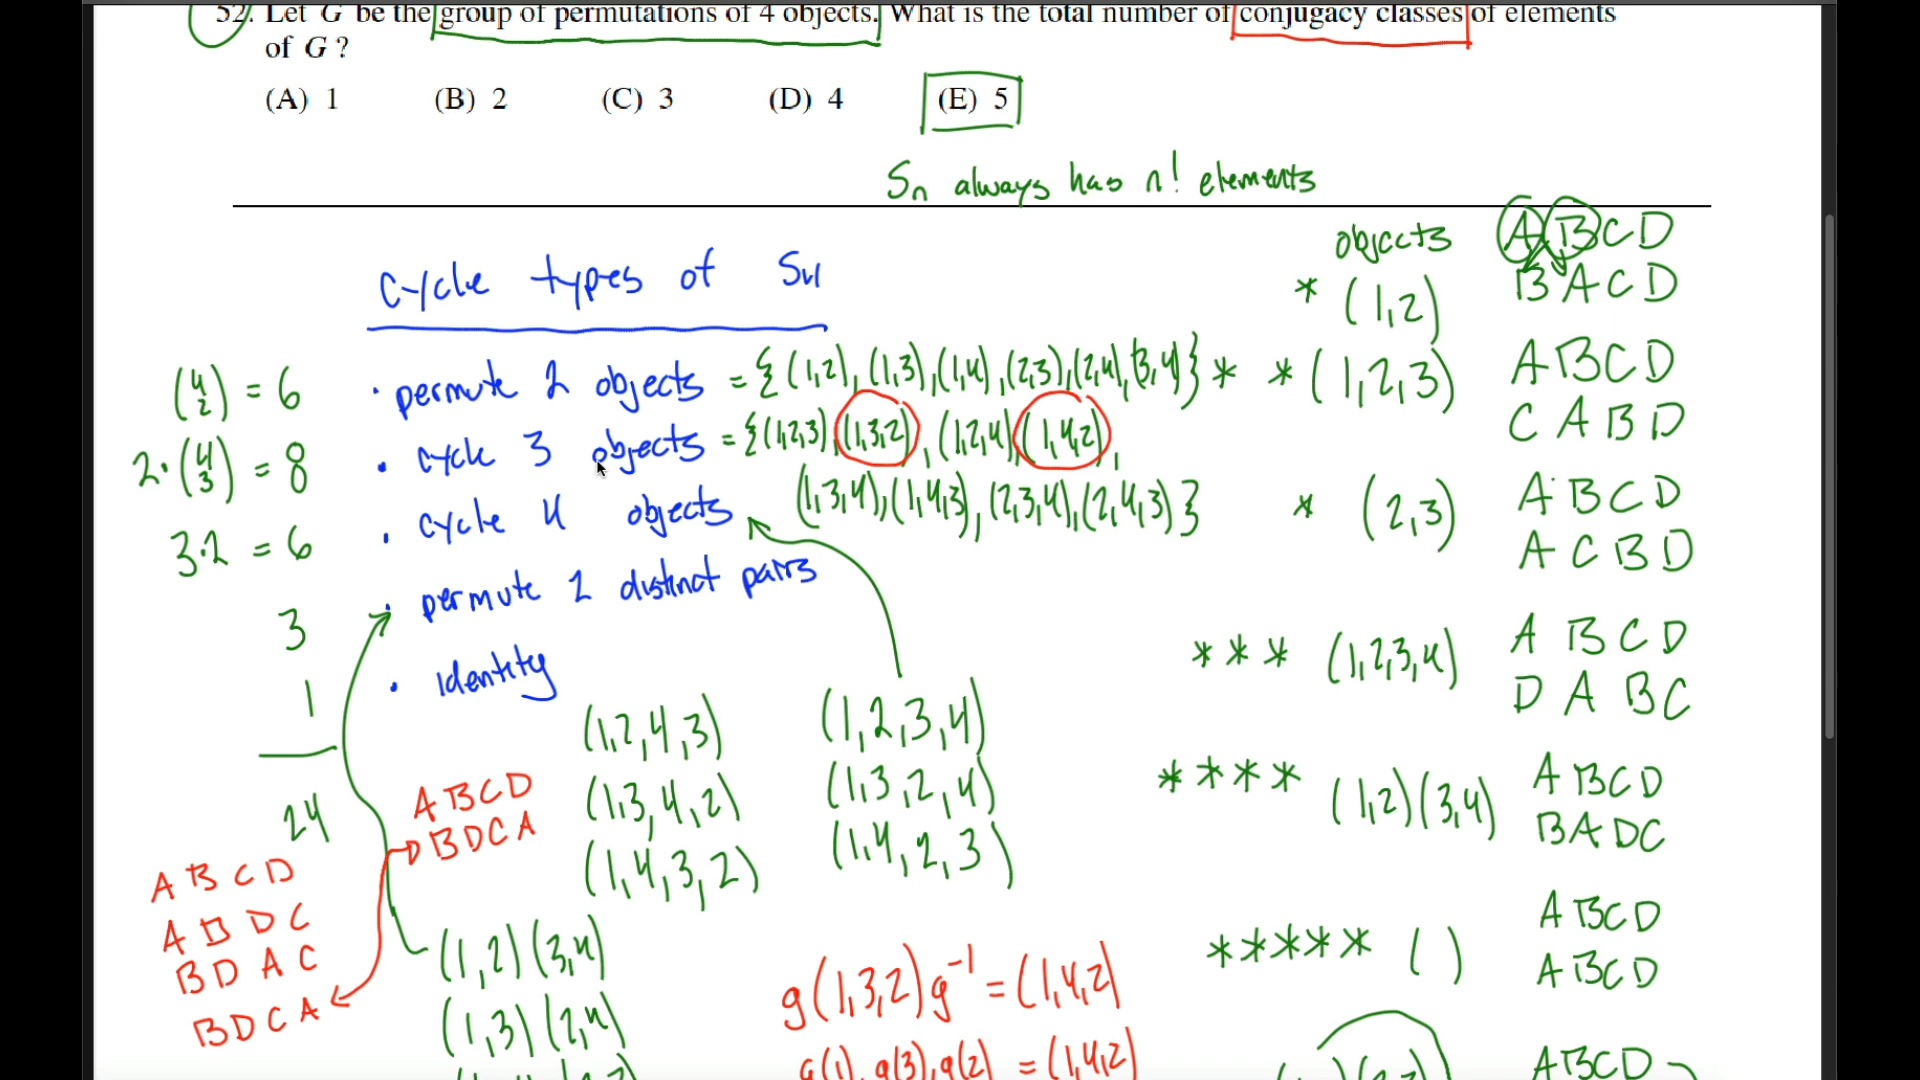 52. Let G be the group of permutations of 4 objects. What is the total number of conjugacy classes of elements
of G ?
(A) 1 (B) 2 (C) 3 (D) 4 (E) 5
Sn always has n! elements
Cycle types of S4
objects ABCD
* (1,2) BACD
(4 2) = 6 · permute 2 objects = {(1,2), (1,3), (1,4), (2,3), (2,4), (3,4)} * * (1,2,3) ABCD
CABD
2·(4 3) = 8 · cycle 3 objects = {(1,2,3), (1,3,2), (1,2,4), (1,4,2),
(1,3,4), (1,4,3), (2,3,4), (2,4,3)}
* (2,3) ABCD
ACBD
3·2 = 6 · cycle 4 objects
3 · permute 2 distinct pairs
1 · identity
24
*** (1,2,3,4) ABCD
DABC
(1,2,4,3) (1,2,3,4)
(1,3,4,2) (1,3,2,4)
(1,4,3,2) (1,4,2,3)
**** (1,2)(3,4) ABCD
BADC
ABCD
BDCA
ABCD
ABDC
BDAC
BDCA
(1,2)(3,4)
(1,3)(2,4)
g(1,3,2)g⁻¹ = (1,4,2)
g(1), g(3), g(2) = (1,4,2)
***** ( ) ABCD
ABCD
ABCD